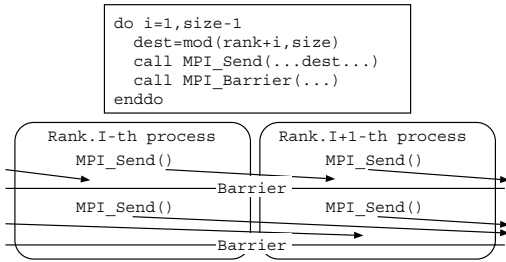 do i=1,size-1
  dest=mod(rank+i,size)
  call MPI_Send(...dest...)
  call MPI_Barrier(...)
enddo
Rank.I-th process
Rank.I+1-th process
MPI_Send()
MPI_Send()
Barrier
MPI_Send()
MPI_Send()
Barrier